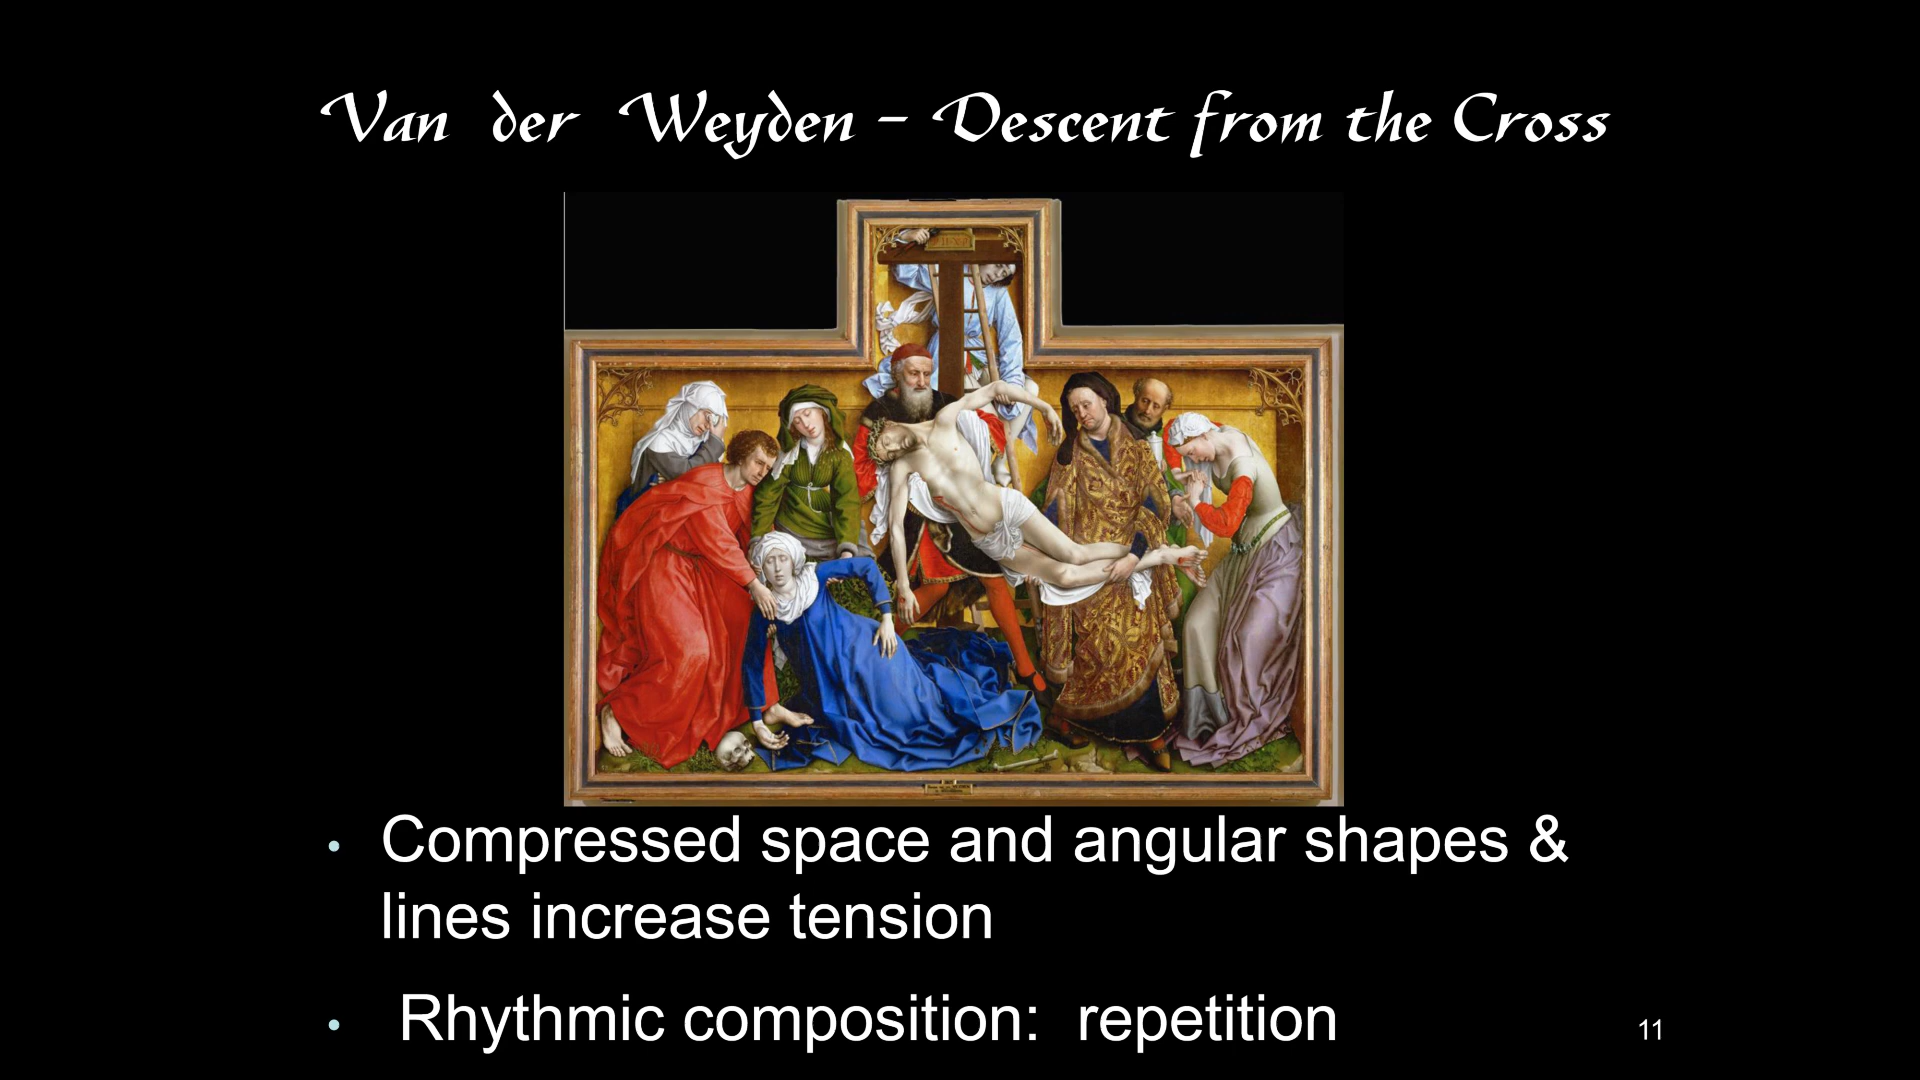 Van der Weyden – Descent from the Cross
• Compressed space and angular shapes &
lines increase tension
• Rhythmic composition: repetition
11